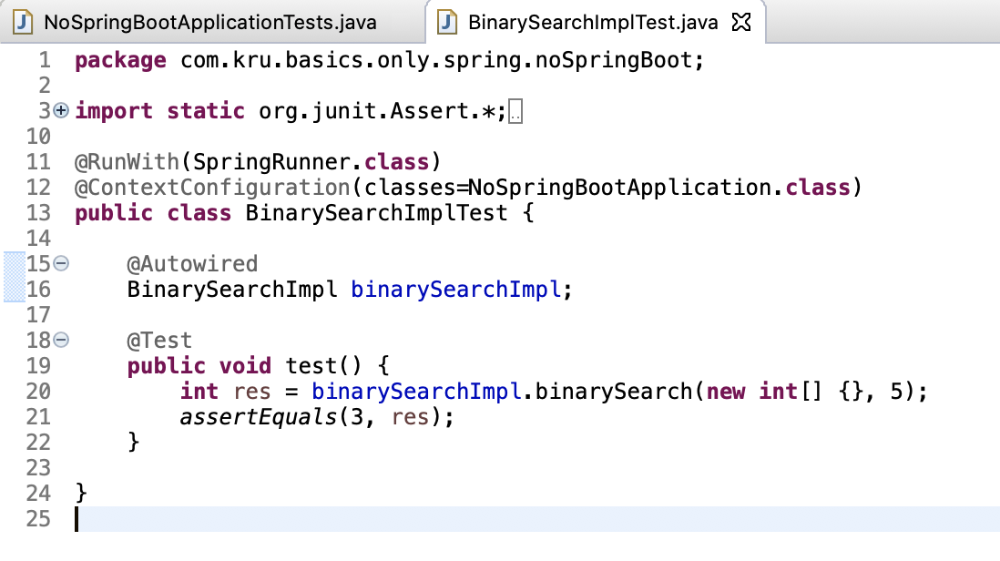 NoSpringBootApplicationTests.java BinarySearchImplTest.java
1 package com.kru.basics.only.spring.noSpringBoot;
2
3 import static org.junit.Assert.*;..
10
11 @RunWith(SpringRunner.class)
12 @ContextConfiguration(classes=NoSpringBootApplication.class)
13 public class BinarySearchImplTest {
14
15     @Autowired
16     BinarySearchImpl binarySearchImpl;
17
18     @Test
19     public void test() {
20         int res = binarySearchImpl.binarySearch(new int[] {}, 5);
21         assertEquals(3, res);
22     }
23
24 }
25